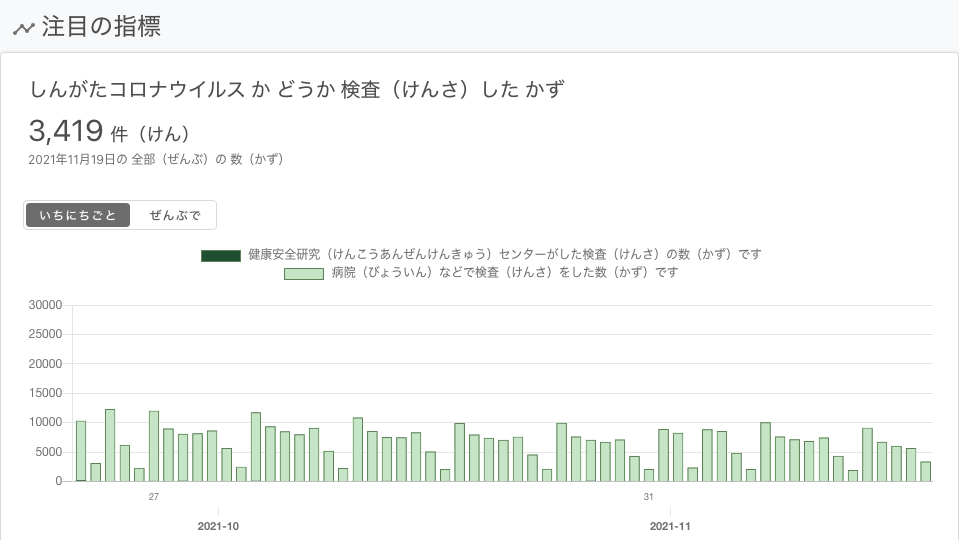 注目の指標
しんがたコロナウイルス か どうか 検査（けんさ）した かず
3,419 件（けん）
2021年11月19日の 全部（ぜんぶ）の 数（かず）
いちにちごと ぜんぶで
健康安全研究（けんこうあんぜんけんきゅう）センターがした検査（けんさ）の数（かず）です
病院（びょういん）などで検査（けんさ）をした数（かず）です
30000
25000
20000
15000
10000
5000
0
27 31
2021-10 2021-11